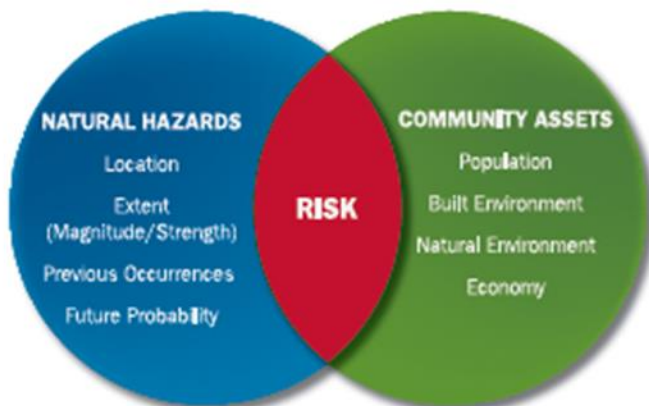 NATURAL HAZARDS
Location
Extent
(Magnitude/Strength)
Previous Occurrences
Future Probability
RISK
COMMUNITY ASSETS
Population
Built Environment
Natural Environment
Economy